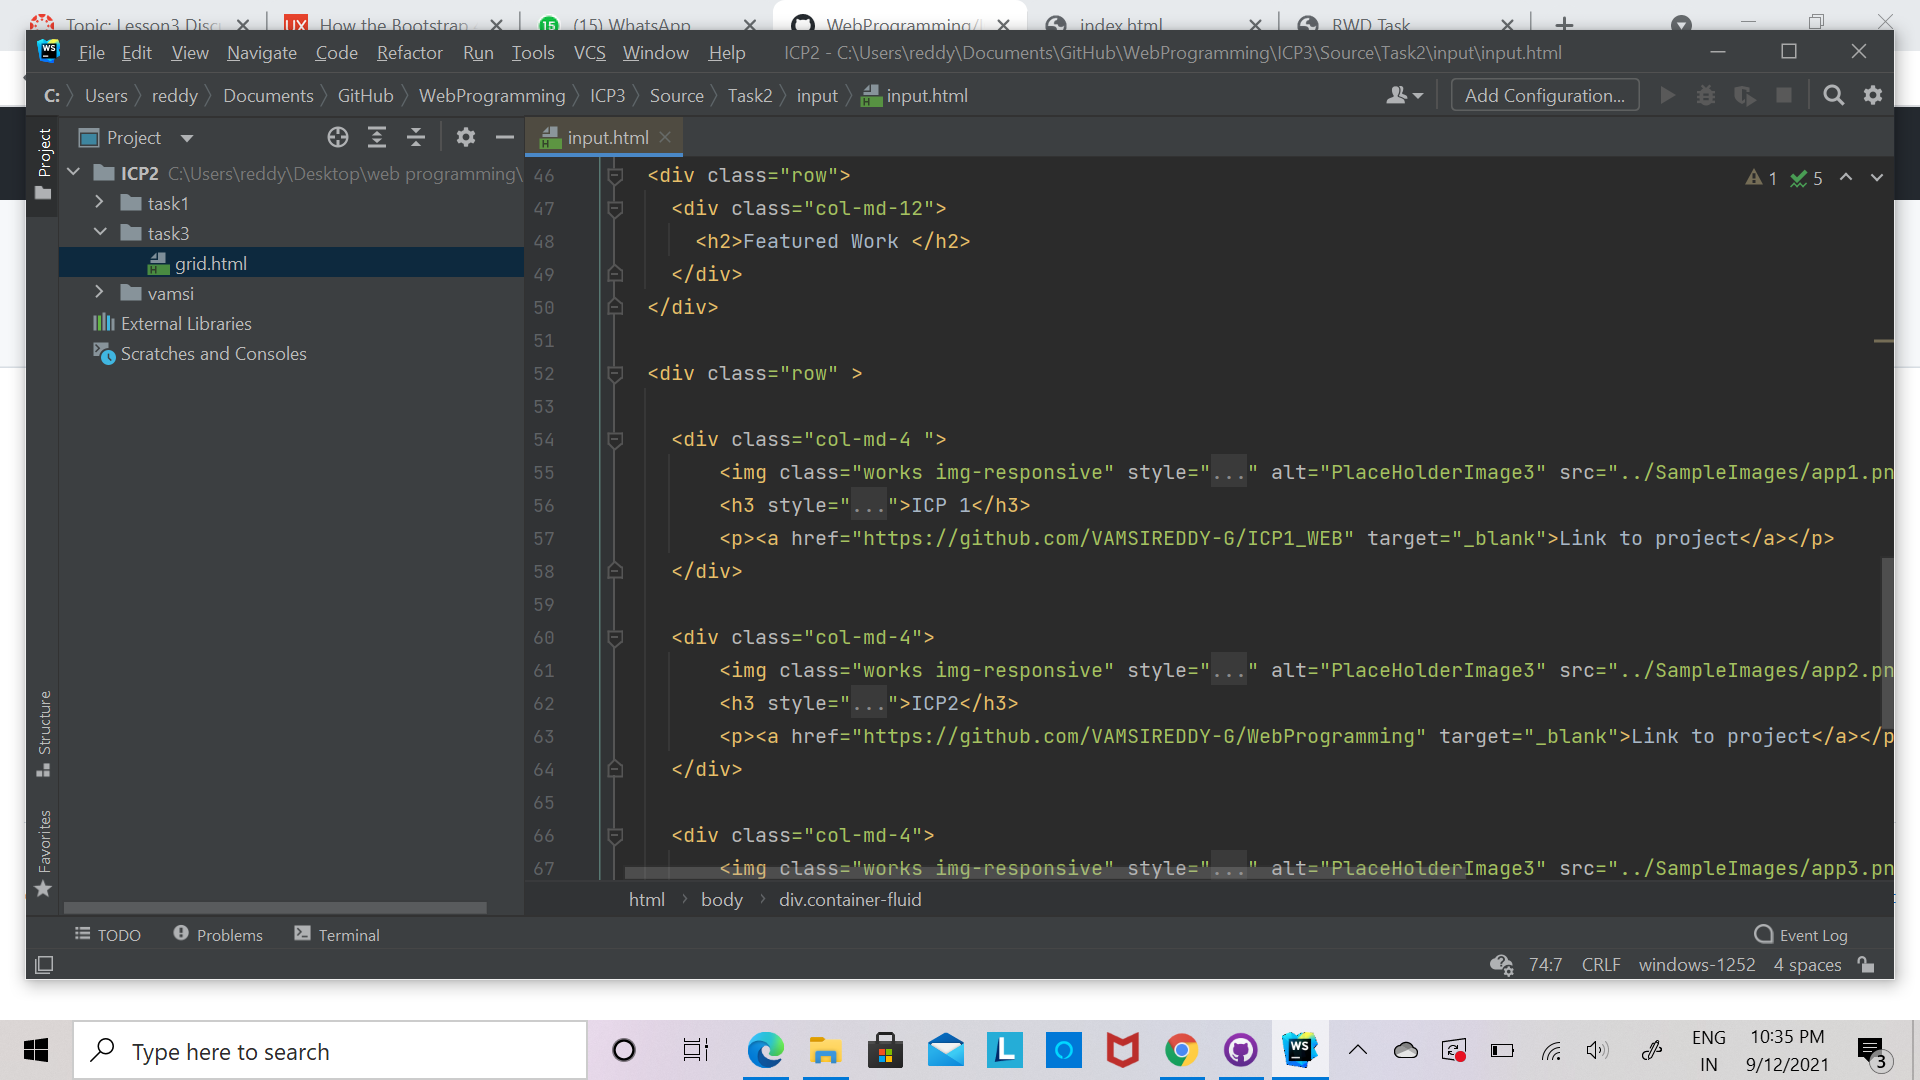 Topic: Lesson3 Disc
UX How the Bootstrap
15 (15) WhatsApp
WebProgramming/I
index.html
RWD Task
WS File Edit View Navigate Code Refactor Run Tools VCS Window Help ICP2 - C:\Users\reddy\Documents\GitHub\WebProgramming\ICP3\Source\Task2\input\input.html
C: Users reddy Documents GitHub WebProgramming ICP3 Source Task2 input input.html Add Configuration...
Project
Project
input.html
ICP2 C:\Users\reddy\Desktop\web programming\
task1
task3
grid.html
vamsi
External Libraries
Scratches and Consoles
Structure
Favorites
1 5
46 <div class="row">
47 <div class="col-md-12">
48 <h2>Featured Work </h2>
49 </div>
50 </div>
51
52 <div class="row" >
53
54 <div class="col-md-4 ">
55 <img class="works img-responsive" style="..." alt="PlaceHolderImage3" src="../SampleImages/app1.pn
56 <h3 style="...">ICP 1</h3>
57 <p><a href="https://github.com/VAMSIREDDY-G/ICP1_WEB" target="_blank">Link to project</a></p>
58 </div>
59
60 <div class="col-md-4">
61 <img class="works img-responsive" style="..." alt="PlaceHolderImage3" src="../SampleImages/app2.pn
62 <h3 style="...">ICP2</h3>
63 <p><a href="https://github.com/VAMSIREDDY-G/WebProgramming" target="_blank">Link to project</a></p
64 </div>
65
66 <div class="col-md-4">
67 <img class="works img-responsive" style="..." alt="PlaceHolderImage3" src="../SampleImages/app3.pn
html body div.container-fluid
TODO Problems Terminal Event Log
74:7 CRLF windows-1252 4 spaces
Type here to search
L
WS
ENG
IN
10:35 PM
9/12/2021
3